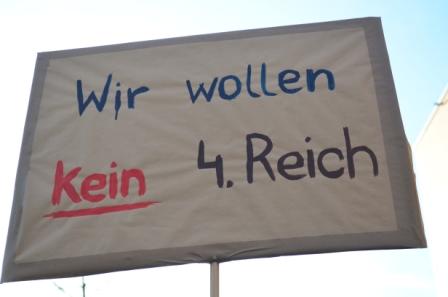 Wir wollen
kein 4. Reich